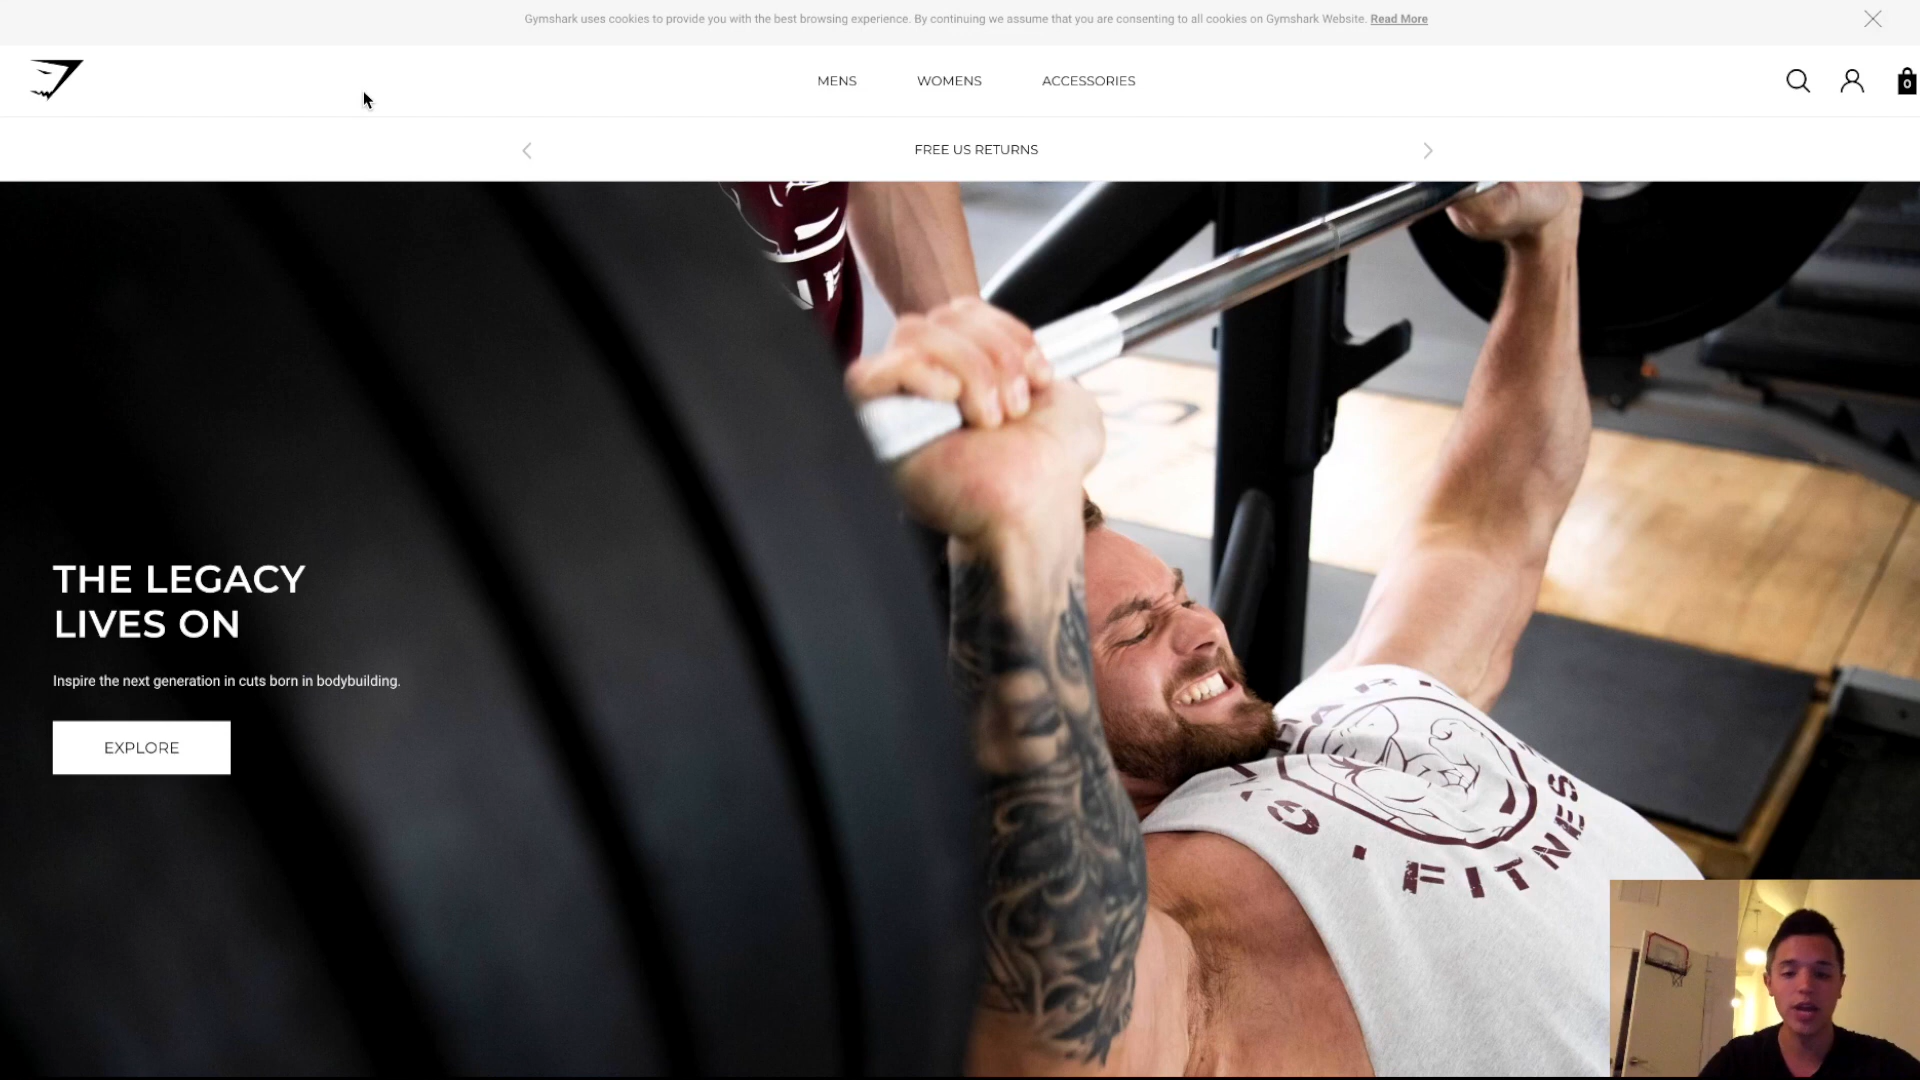 Gymshark uses cookies to provide you with the best browsing experience. By continuing we assume that you are consenting to all cookies on Gymshark Website. Read More
MENS WOMENS ACCESSORIES
0
FREE US RETURNS
THE LEGACY
LIVES ON
Inspire the next generation in cuts born in bodybuilding.
EXPLORE
FITNESS